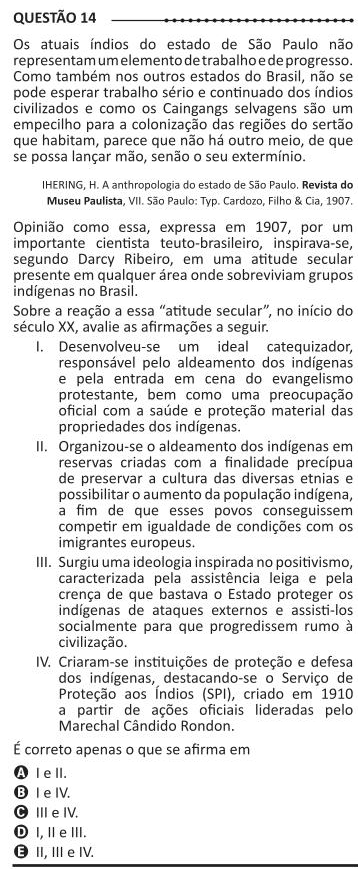 QUESTÃO 14
Os atuais índios do estado de São Paulo não
representam um elemento de trabalho e de progresso.
Como também nos outros estados do Brasil, não se
pode esperar trabalho sério e continuado dos índios
civilizados e como os Caingangs selvagens são um
empecilho para a colonização das regiões do sertão
que habitam, parece que não há outro meio, de que
se possa lançar mão, senão o seu extermínio.
IHERING, H. A anthropologia do estado de São Paulo. Revista do
Museu Paulista, VII. São Paulo: Typ. Cardozo, Filho & Cia, 1907.
Opinião como essa, expressa em 1907, por um
importante cientista teuto-brasileiro, inspirava-se,
segundo Darcy Ribeiro, em uma atitude secular
presente em qualquer área onde sobreviviam grupos
indígenas no Brasil.
Sobre a reação a essa “atitude secular”, no início do
século XX, avalie as afirmações a seguir.
I. Desenvolveu-se um ideal catequizador,
responsável pelo aldeamento dos indígenas
e pela entrada em cena do evangelismo
protestante, bem como uma preocupação
oficial com a saúde e proteção material das
propriedades dos indígenas.
II. Organizou-se o aldeamento dos indígenas em
reservas criadas com a finalidade precípua
de preservar a cultura das diversas etnias e
possibilitar o aumento da população indígena,
a fim de que esses povos conseguissem
competir em igualdade de condições com os
imigrantes europeus.
III. Surgiu uma ideologia inspirada no positivismo,
caracterizada pela assistência leiga e pela
crença de que bastava o Estado proteger os
indígenas de ataques externos e assisti-los
socialmente para que progredissem rumo à
civilização.
IV. Criaram-se instituições de proteção e defesa
dos indígenas, destacando-se o Serviço de
Proteção aos Índios (SPI), criado em 1910
a partir de ações oficiais lideradas pelo
Marechal Cândido Rondon.
É correto apenas o que se afirma em
A I e II.
B I e IV.
C III e IV.
D I, II e III.
E II, III e IV.